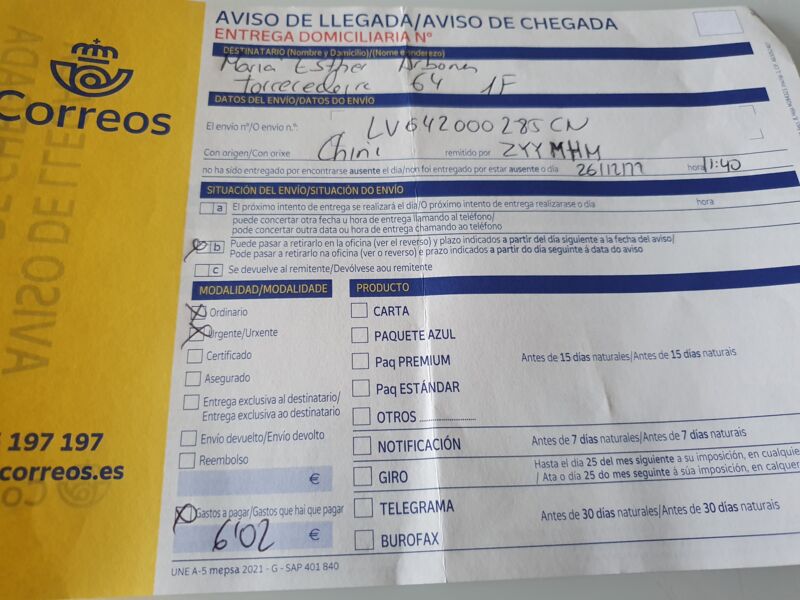 AVISO DE LLEGADA/AVISO DE CHEGADA
ENTREGA DOMICILIARIA Nº
DESTINATARIO (Nombre y Domicilio)/(Nome e enderezo)
Maria Esther Arbones
Torrecedeira 64 1F
DATOS DEL ENVÍO/DATOS DO ENVÍO
El envío nº/O envío n.º: LV642000285CN
Con origen/Con orixe Chini remitido por ZYYMHM
no ha sido entregado por encontrarse ausente el día/non foi entregado por estar ausente o día 26/12/22 hora 11:40
SITUACIÓN DEL ENVÍO/SITUACIÓN DO ENVÍO
a El próximo intento de entrega se realizará el día/O próximo intento de entrega realizarase o día hora
puede concertar otra fecha u hora de entrega llamando al teléfono/
pode concertar outra data ou hora de entrega chamando ao teléfono
b Puede pasar a retirarlo en la oficina (ver el reverso) y plazo indicados a partir del día siguiente a la fecha del aviso/
Pode pasar a retiralo na oficina (ver o reverso) e prazo indicados a partir do día seguinte á data do aviso
c Se devuelve al remitente/Devólvese aou remitente
MODALIDAD/MODALIDADE
Ordinario
Urgente/Urxente
Certificado
Asegurado
Entrega exclusiva al destinatario/
Entrega exclusiva ao destinatario
Envío devuelto/Envío devolto
Reembolso
€
Gastos a pagar/Gastos que hai que pagar
6'02 €
PRODUCTO
CARTA
PAQUETE AZUL
Paq PREMIUM Antes de 15 días naturales/Antes de 15 días naturais
Paq ESTÁNDAR
OTROS
NOTIFICACIÓN Antes de 7 días naturales/Antes de 7 días naturais
GIRO Hasta el día 25 del mes siguiente a su imposición, en cualquie
/ Ata o día 25 do mes seguinte á súa imposición, en calquer
TELEGRAMA Antes de 30 días naturales/Antes de 30 días naturais
BUROFAX
UNE A-5 mepsa 2021 - G - SAP 401 840
Correos
197 197
correos.es
AVISO DE LLE